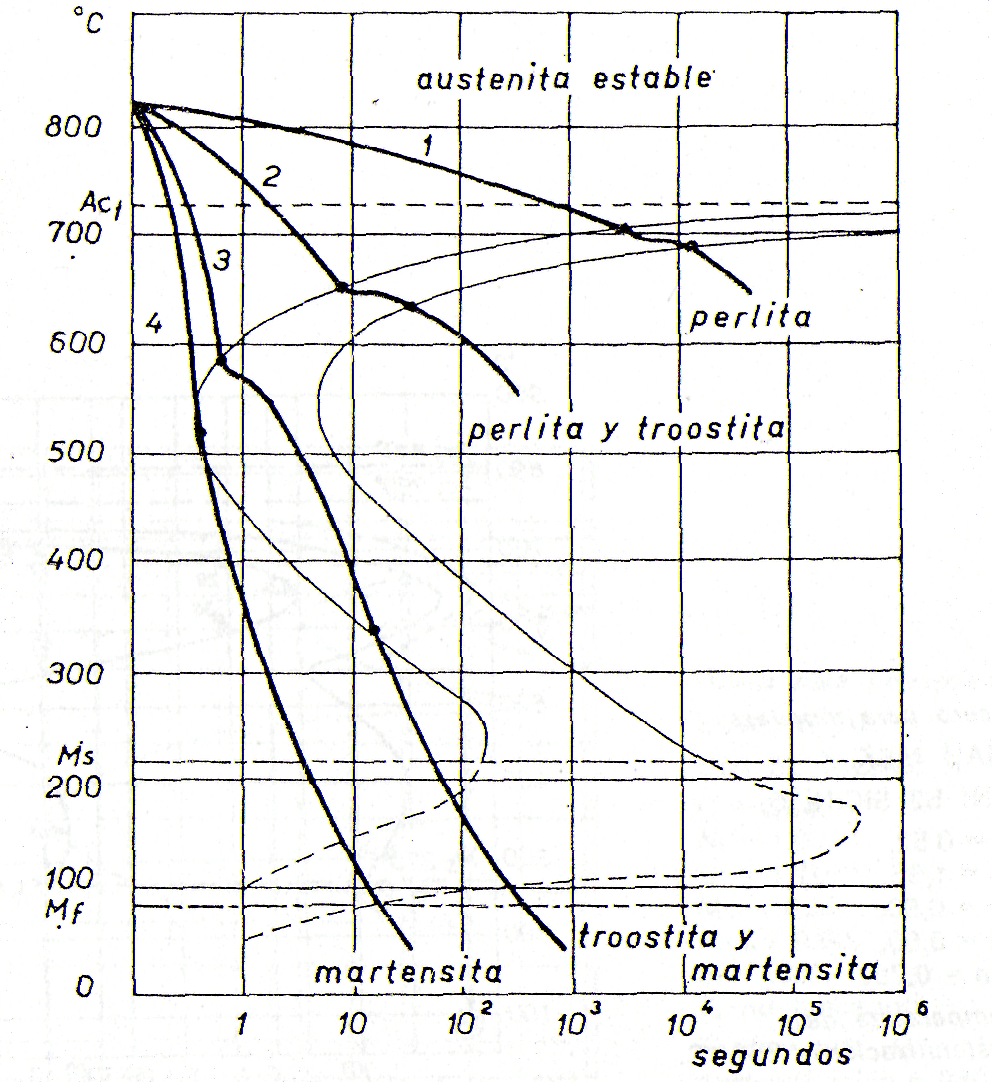 °C
austenita estable
800
1
2
Ac1
700
3
4
perlita
600
perlita y troostita
500
400
300
Ms
200
100
Mf
troostita y
martensita
martensita
0
1 10 10² 10³ 10⁴ 10⁵ 10⁶
segundos